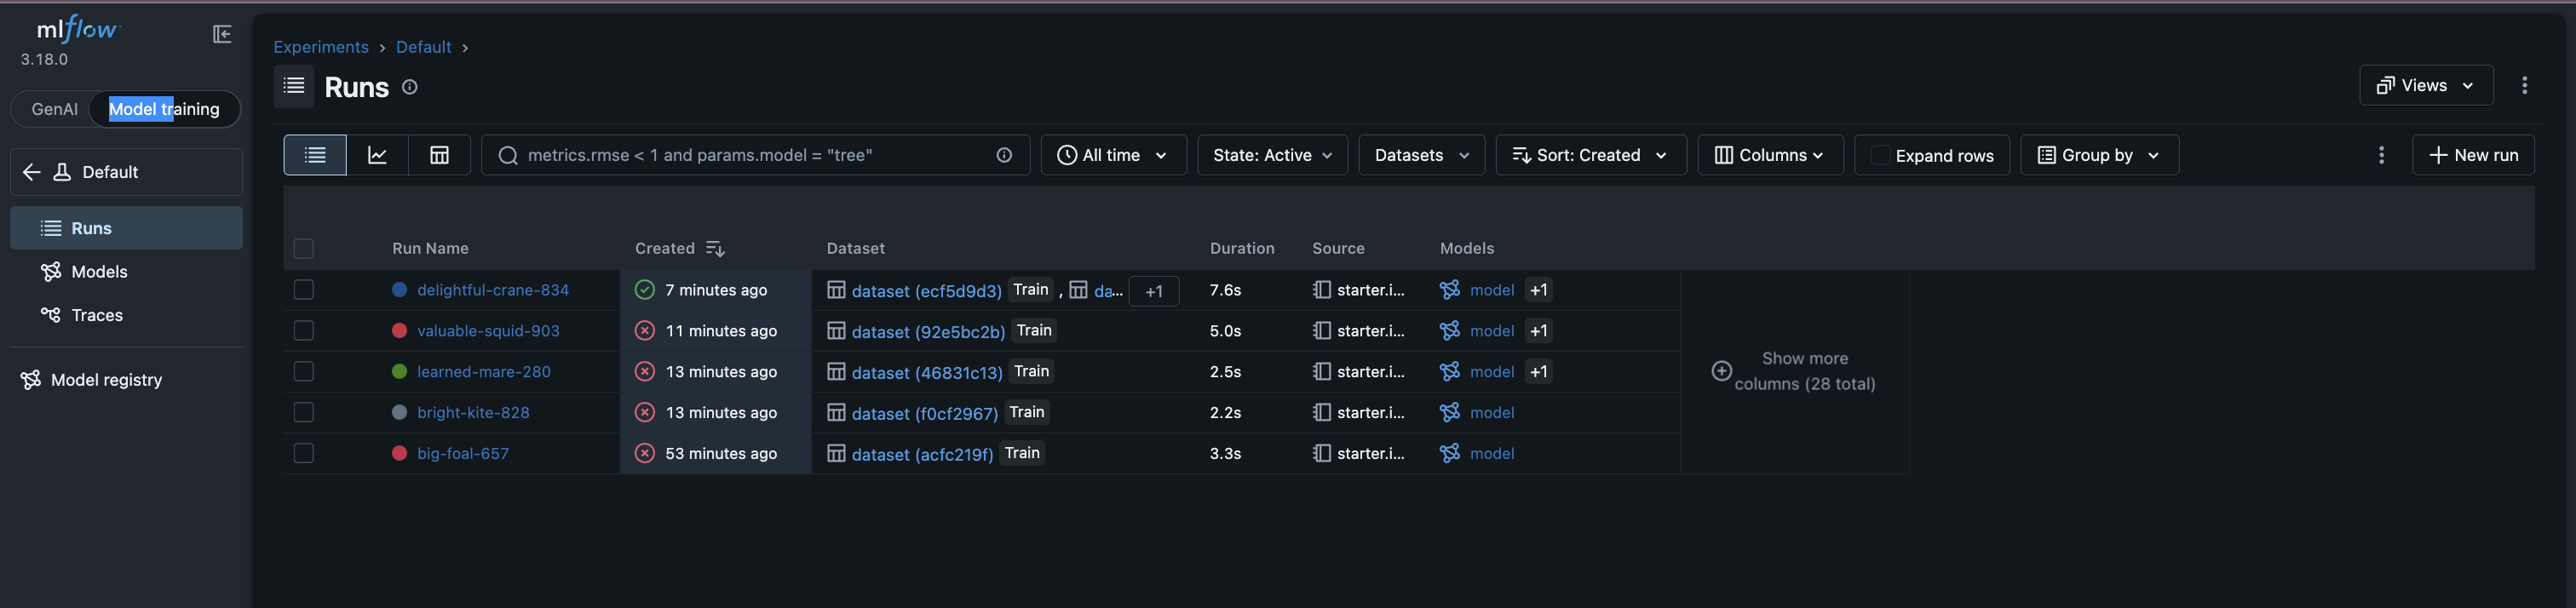 mlflow
3.18.0
GenAI Model training
Default
Runs
Models
Traces
Model registry
Experiments › Default ›
Runs
Views
metrics.rmse < 1 and params.model = "tree" All time State: Active Datasets Sort: Created Columns Expand rows Group by New run
Run Name Created Dataset Duration Source Models
delightful-crane-834 7 minutes ago dataset (ecf5d9d3) Train , da... +1 7.6s starter.i... model +1
valuable-squid-903 11 minutes ago dataset (92e5bc2b) Train 5.0s starter.i... model +1
learned-mare-280 13 minutes ago dataset (46831c13) Train 2.5s starter.i... model +1
bright-kite-828 13 minutes ago dataset (f0cf2967) Train 2.2s starter.i... model
big-foal-657 53 minutes ago dataset (acfc219f) Train 3.3s starter.i... model
Show more
columns (28 total)